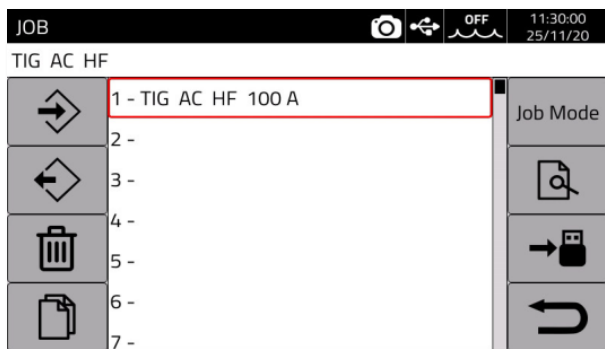 JOB
OFF
11:30:00
25/11/20
TIG AC HF
1 - TIG AC HF 100 A
Job Mode
2 -
3 -
4 -
5 -
6 -
7 -